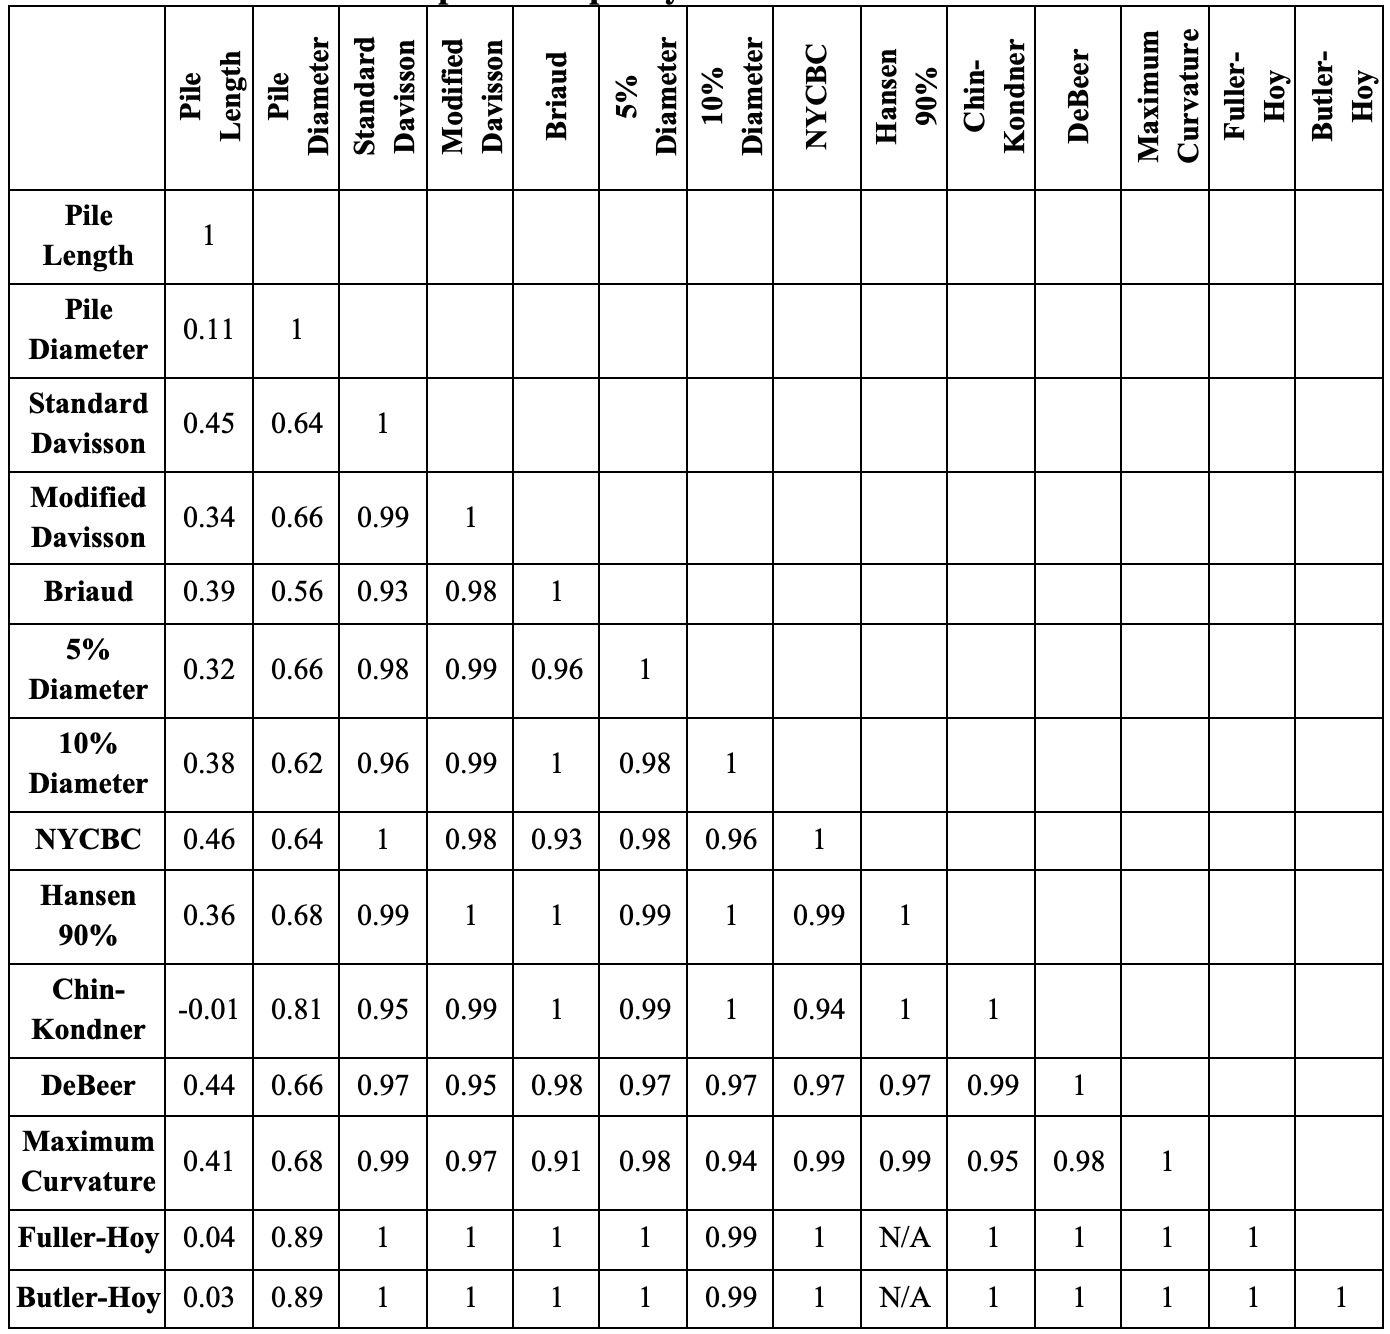 Pile Length Pile Diameter Standard Davisson Modified Davisson Briaud 5% Diameter 10% Diameter NYCBC Hansen 90% Chin-Kondner DeBeer Maximum Curvature Fuller-Hoy Butler-Hoy
Pile
Length 1
Pile
Diameter 0.11 1
Standard
Davisson 0.45 0.64 1
Modified
Davisson 0.34 0.66 0.99 1
Briaud 0.39 0.56 0.93 0.98 1
5%
Diameter 0.32 0.66 0.98 0.99 0.96 1
10%
Diameter 0.38 0.62 0.96 0.99 1 0.98 1
NYCBC 0.46 0.64 1 0.98 0.93 0.98 0.96 1
Hansen
90% 0.36 0.68 0.99 1 1 0.99 1 0.99 1
Chin-
Kondner -0.01 0.81 0.95 0.99 1 0.99 1 0.94 1 1
DeBeer 0.44 0.66 0.97 0.95 0.98 0.97 0.97 0.97 0.97 0.99 1
Maximum
Curvature 0.41 0.68 0.99 0.97 0.91 0.98 0.94 0.99 0.99 0.95 0.98 1
Fuller-Hoy 0.04 0.89 1 1 1 1 0.99 1 N/A 1 1 1 1
Butler-Hoy 0.03 0.89 1 1 1 1 0.99 1 N/A 1 1 1 1 1